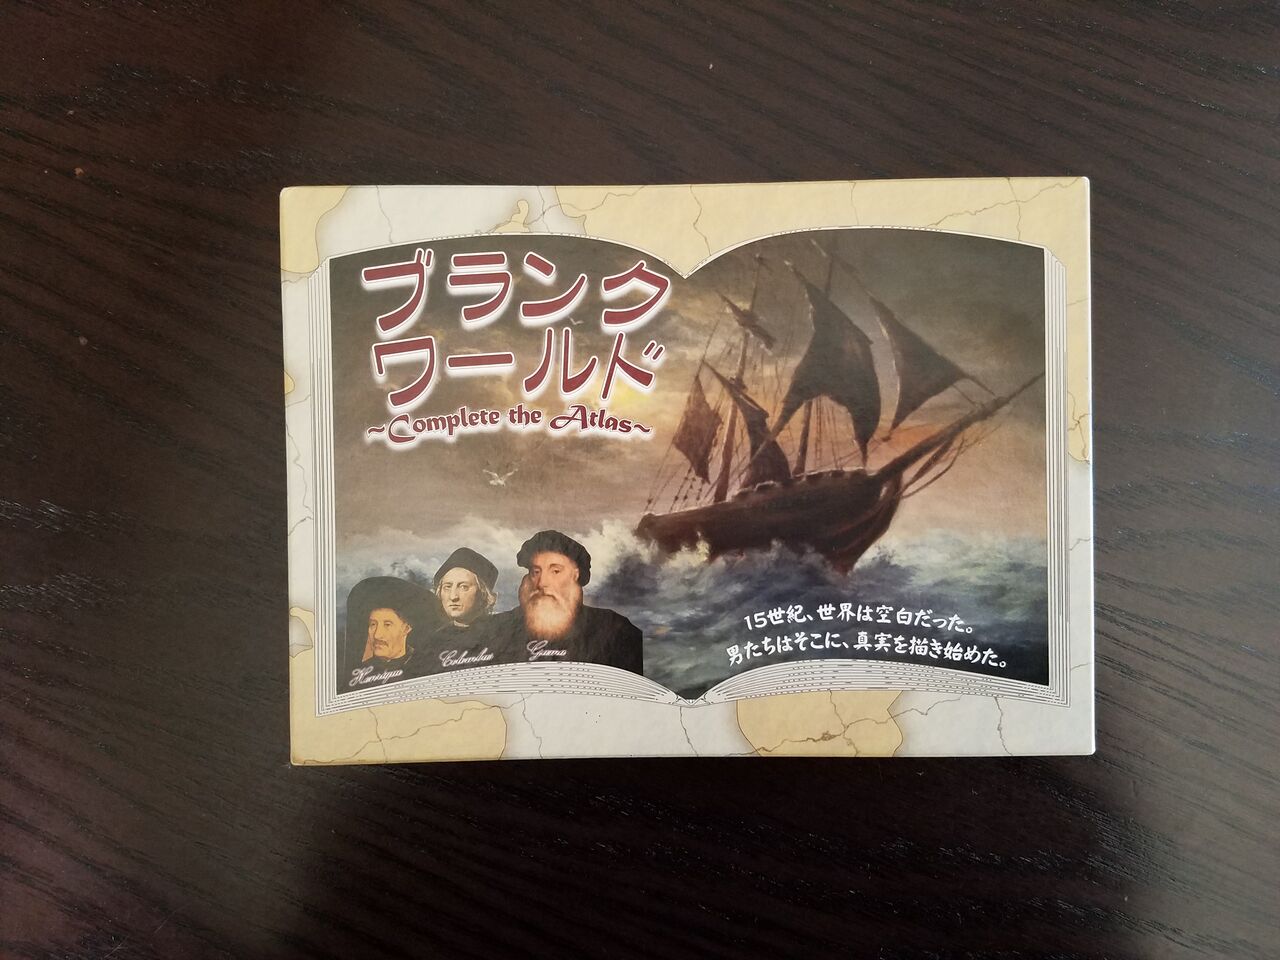 ブランク
ワールド
~Complete the Atlas~
Henrique
Columbus
Gama
15世紀、世界は空白だった。
男たちはそこに、真実を描き始めた。